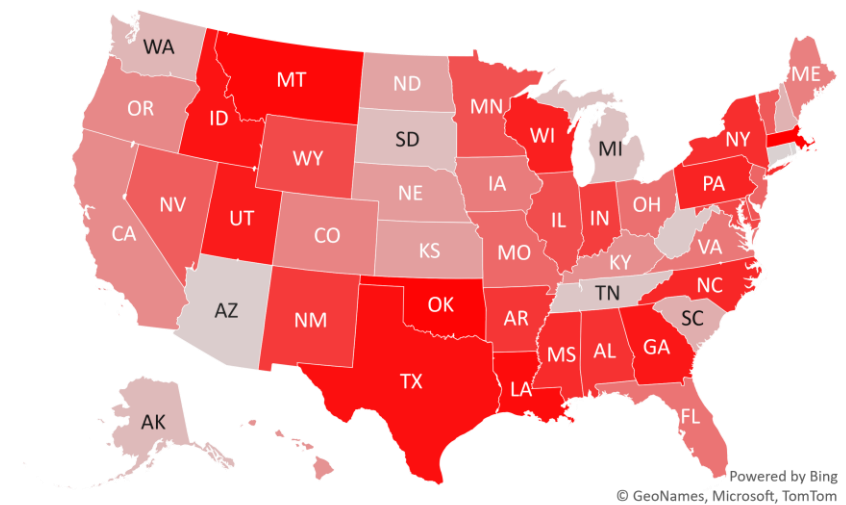 WA
MT
ND
ME
OR
ID
MN
WI
SD
NY
MI
WY
PA
NE
IA
NV
UT
IL
IN
OH
CA
CO
KS
MO
KY
VA
AZ
NM
OK
AR
TN
NC
SC
TX
MS
AL
GA
LA
FL
AK
Powered by Bing
© GeoNames, Microsoft, TomTom